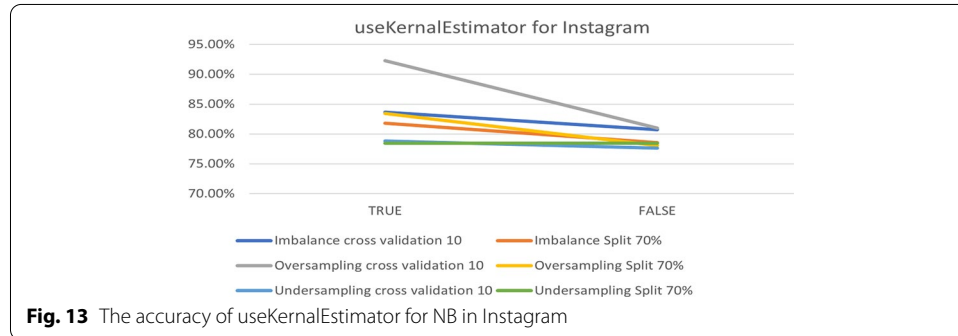 useKernalEstimator for Instagram
95.00%
90.00%
85.00%
80.00%
75.00%
70.00%
TRUE FALSE
Imbalance cross validation 10 Imbalance Split 70%
Oversampling cross validation 10 Oversampling Split 70%
Undersampling cross validation 10 Undersampling Split 70%
Fig. 13 The accuracy of useKernalEstimator for NB in Instagram